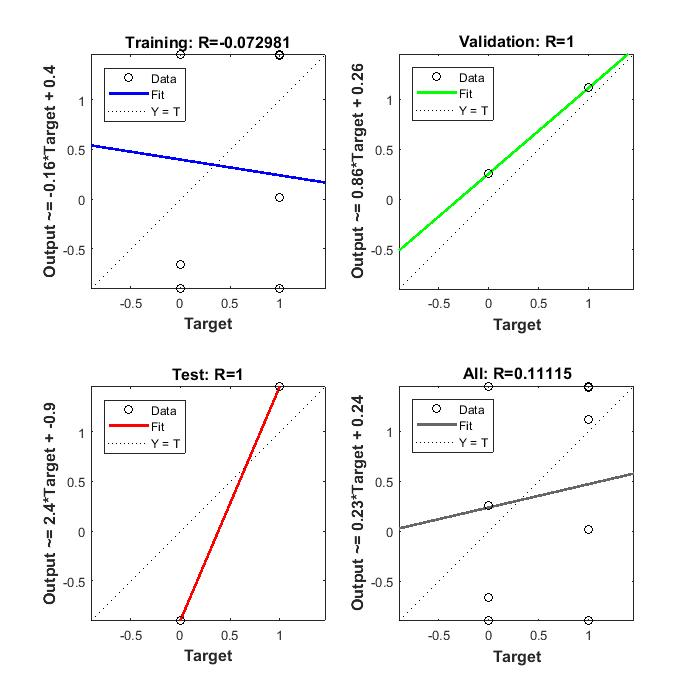 Training: R=-0.072981
Output ~= -0.16*Target + 0.4
Data
Fit
Y = T
1
0.5
0
-0.5
-0.5
0
0.5
1
Target
Validation: R=1
Output ~= 0.86*Target + 0.26
Data
Fit
Y = T
1
0.5
0
-0.5
-0.5
0
0.5
1
Target
Test: R=1
Output ~= 2.4*Target + -0.9
Data
Fit
Y = T
1
0.5
0
-0.5
-0.5
0
0.5
1
Target
All: R=0.11115
Output ~= 0.23*Target + 0.24
Data
Fit
Y = T
1
0.5
0
-0.5
-0.5
0
0.5
1
Target